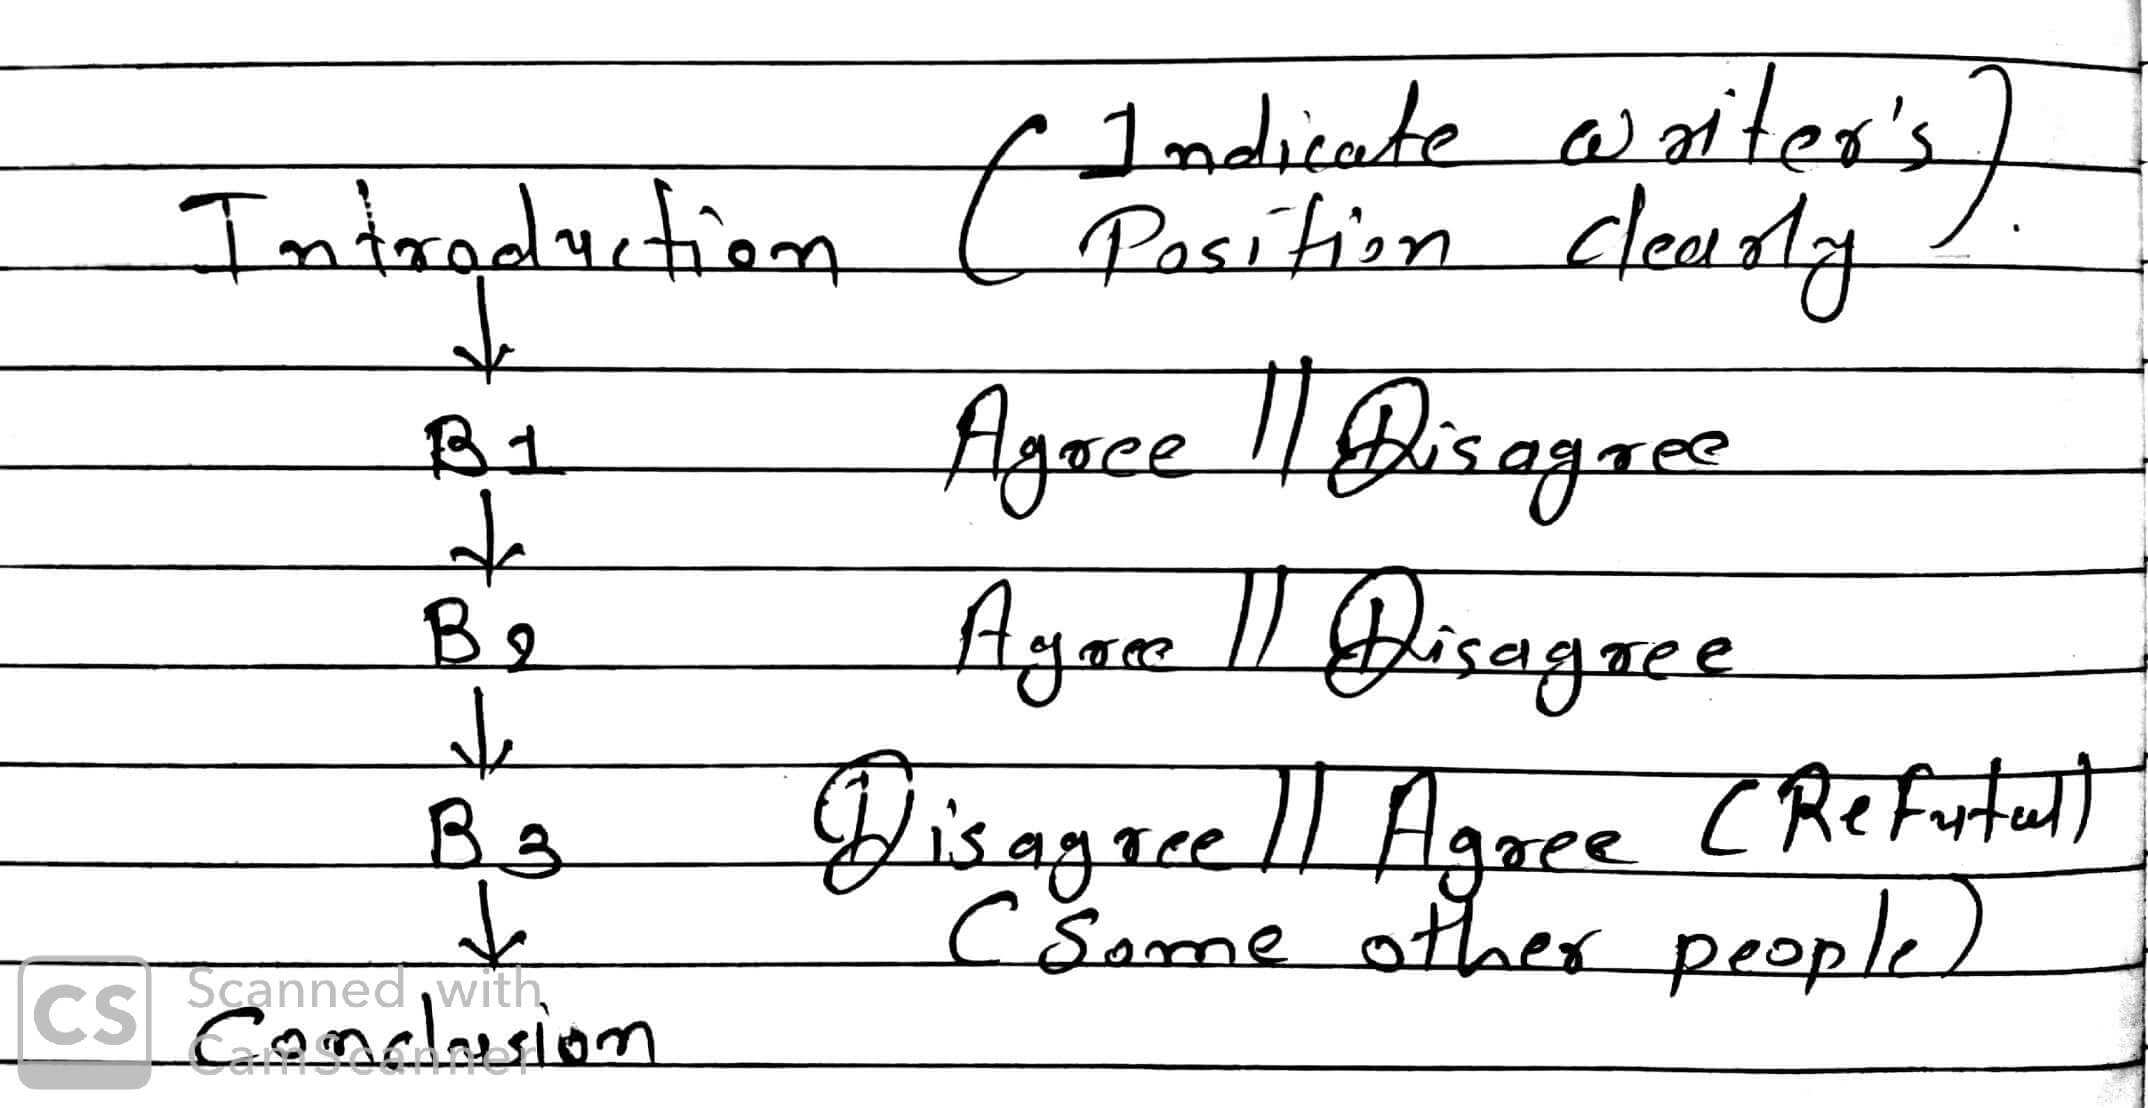 Introduction (Indicate writer's
Position clearly).
↓
B1 Agree || Disagree
↓
B2 Agree || Disagree
↓
B3 Disagree || Agree (Refutal)
↓ (Some other people)
Conclusion
CS Scanned with
CamScanner